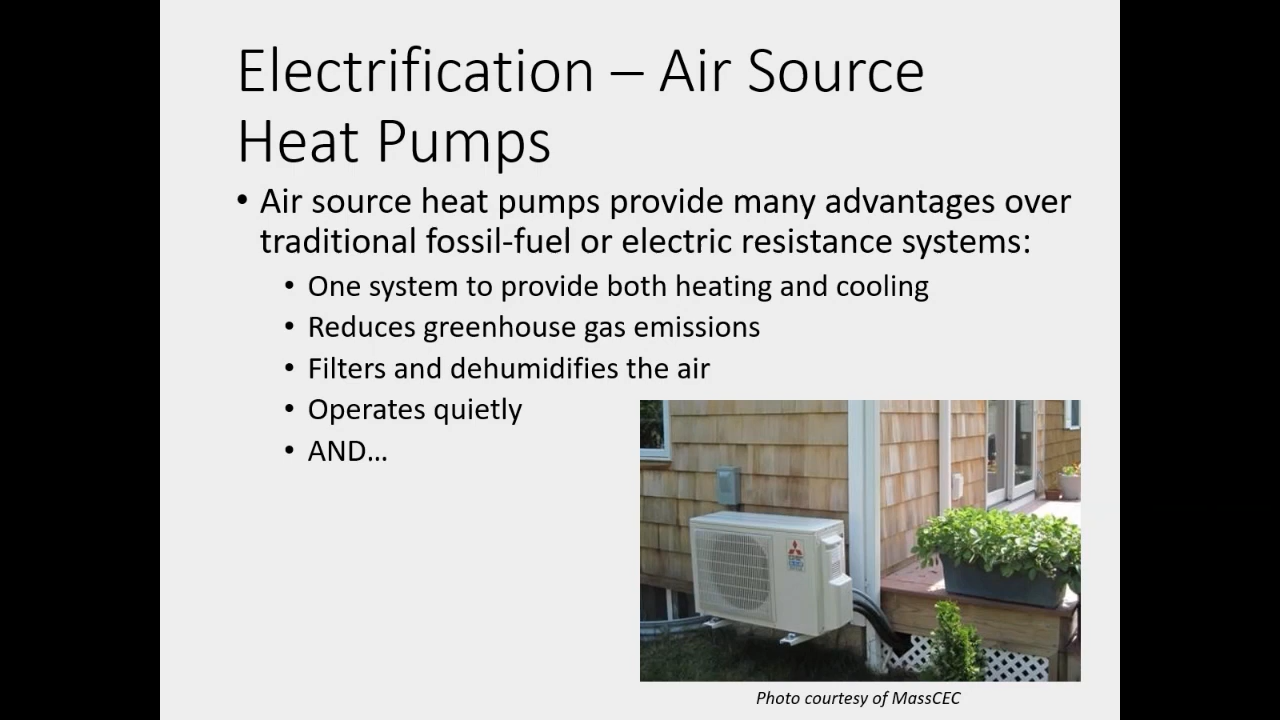 Electrification – Air Source
Heat Pumps
• Air source heat pumps provide many advantages over
traditional fossil-fuel or electric resistance systems:
• One system to provide both heating and cooling
• Reduces greenhouse gas emissions
• Filters and dehumidifies the air
• Operates quietly
• AND…
Photo courtesy of MassCEC